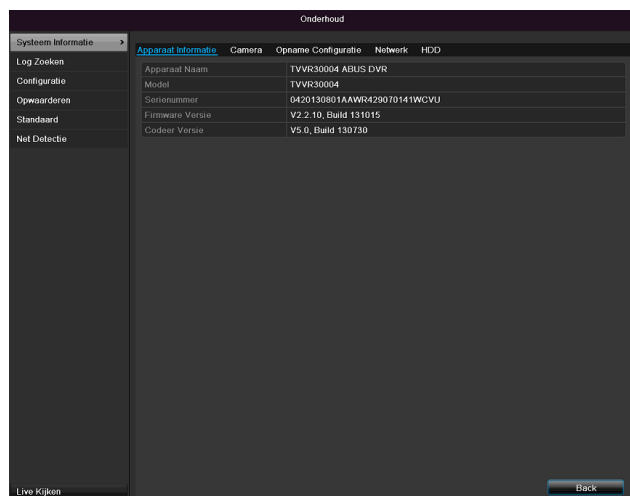 Onderhoud
Systeem Informatie >
Log Zoeken
Configuratie
Opwaarderen
Standaard
Net Detectie
Live Kijken
Apparaat Informatie Camera Opname Configuratie Netwerk HDD
Apparaat Naam TVVR30004 ABUS DVR
Model TVVR30004
Serienummer 0420130801AAWR429070141WCVU
Firmware Versie V2.2.10, Build 131015
Codeer Versie V5.0, Build 130730
Back